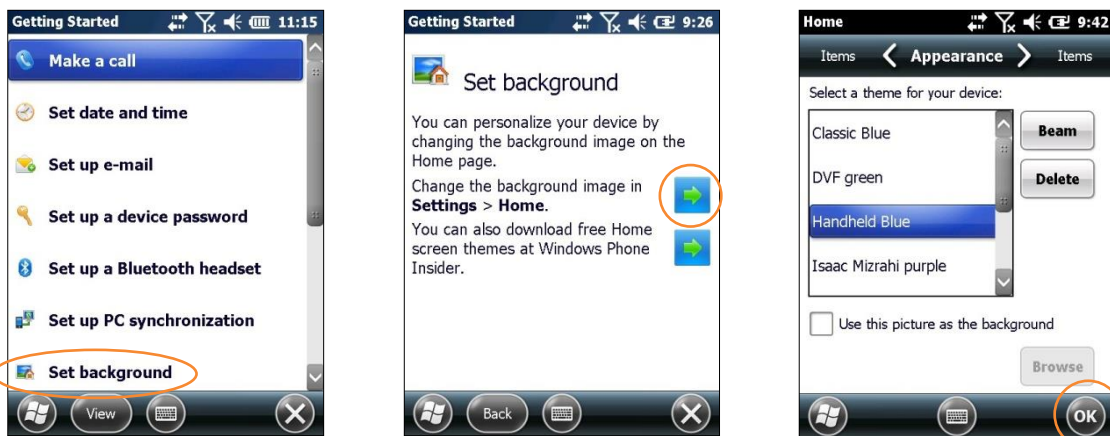 Getting Started 11:15
Make a call
Set date and time
Set up e-mail
Set up a device password
Set up a Bluetooth headset
Set up PC synchronization
Set background
View
Getting Started 9:26
Set background
You can personalize your device by
changing the background image on the
Home page.
Change the background image in
Settings > Home.
You can also download free Home
screen themes at Windows Phone
Insider.
Back
Home 9:42
Items Appearance Items
Select a theme for your device:
Classic Blue
DVF green
Handheld Blue
Isaac Mizrahi purple
Beam
Delete
Use this picture as the background
Browse
OK